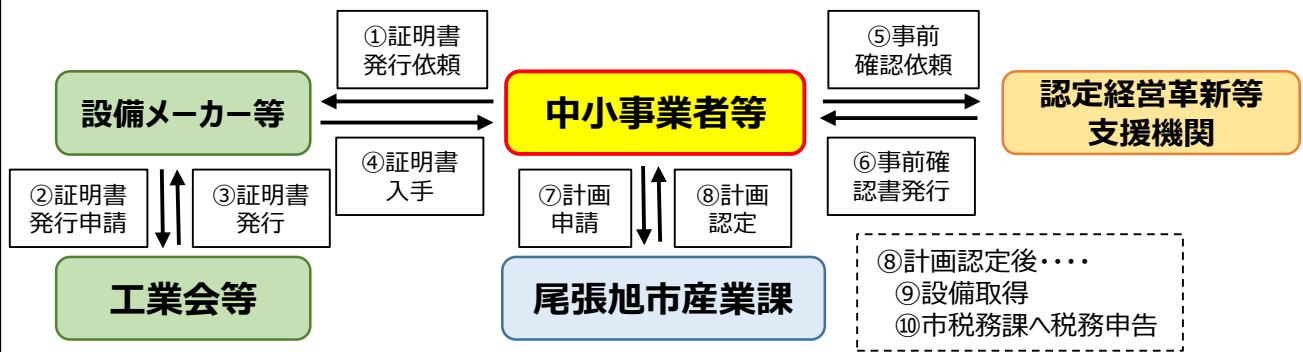 ①証明書
発行依頼
⑤事前
確認依頼
設備メーカー等
中小事業者等
認定経営革新等
支援機関
②証明書
発行申請
③証明書
発行
④証明書
入手
⑦計画
申請
⑧計画
認定
⑥事前確
認書発行
工業会等
尾張旭市産業課
⑧計画認定後････
⑨設備取得
⑩市税務課へ税務申告